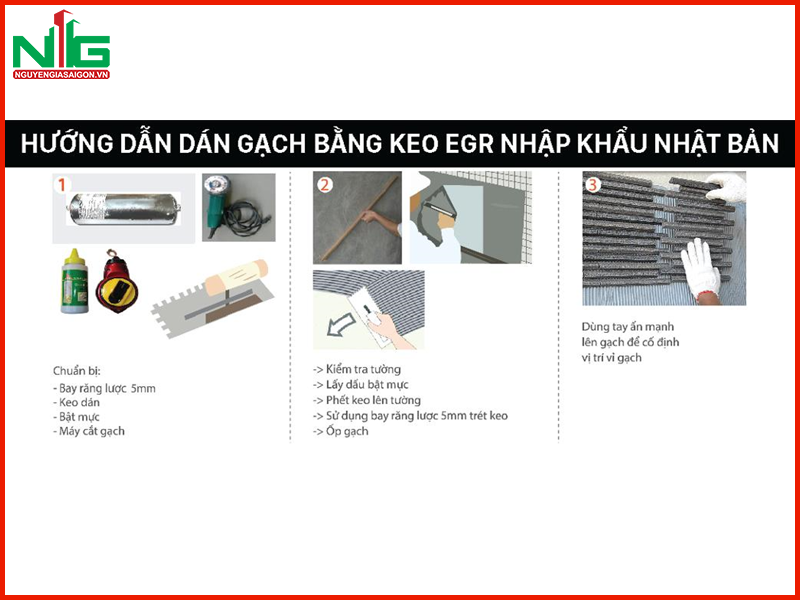 NG
NGUYENGIASAIGON.VN
HƯỚNG DẪN DÁN GẠCH BẰNG KEO EGR NHẬP KHẨU NHẬT BẢN
1
Chuẩn bị:
- Bay răng lược 5mm
- Keo dán
- Bật mực
- Máy cắt gạch
2
-> Kiểm tra tường
-> Lấy dấu bật mực
-> Phết keo lên tường
-> Sử dụng bay răng lược 5mm trét keo
-> Ốp gạch
3
Dùng tay ấn mạnh
lên gạch để cố định
vị trí vỉ gạch